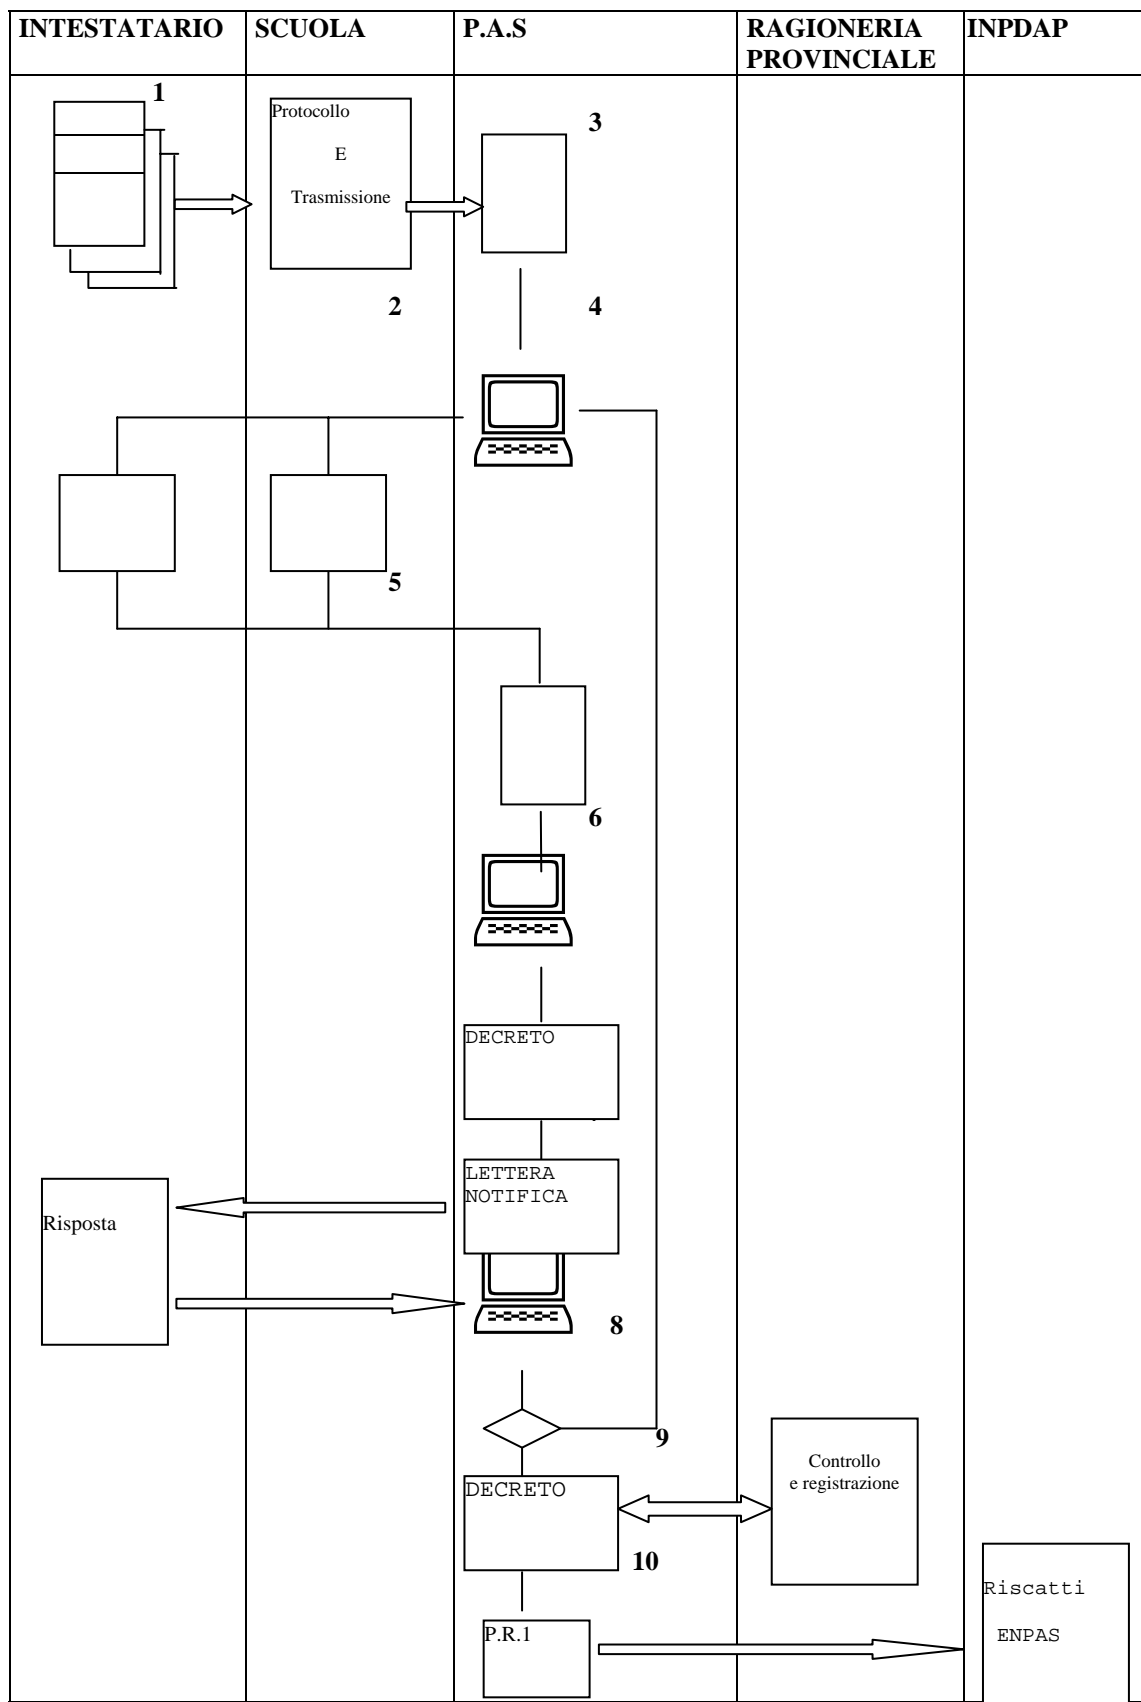 INTESTATARIO
SCUOLA
P.A.S
RAGIONERIA
PROVINCIALE
INPDAP
1
Protocollo
E
Trasmissione
2
3
4
5
6
DECRETO
LETTERA
NOTIFICA
Risposta
8
9
DECRETO
10
Controllo
e registrazione
P.R.1
Riscatti
ENPAS